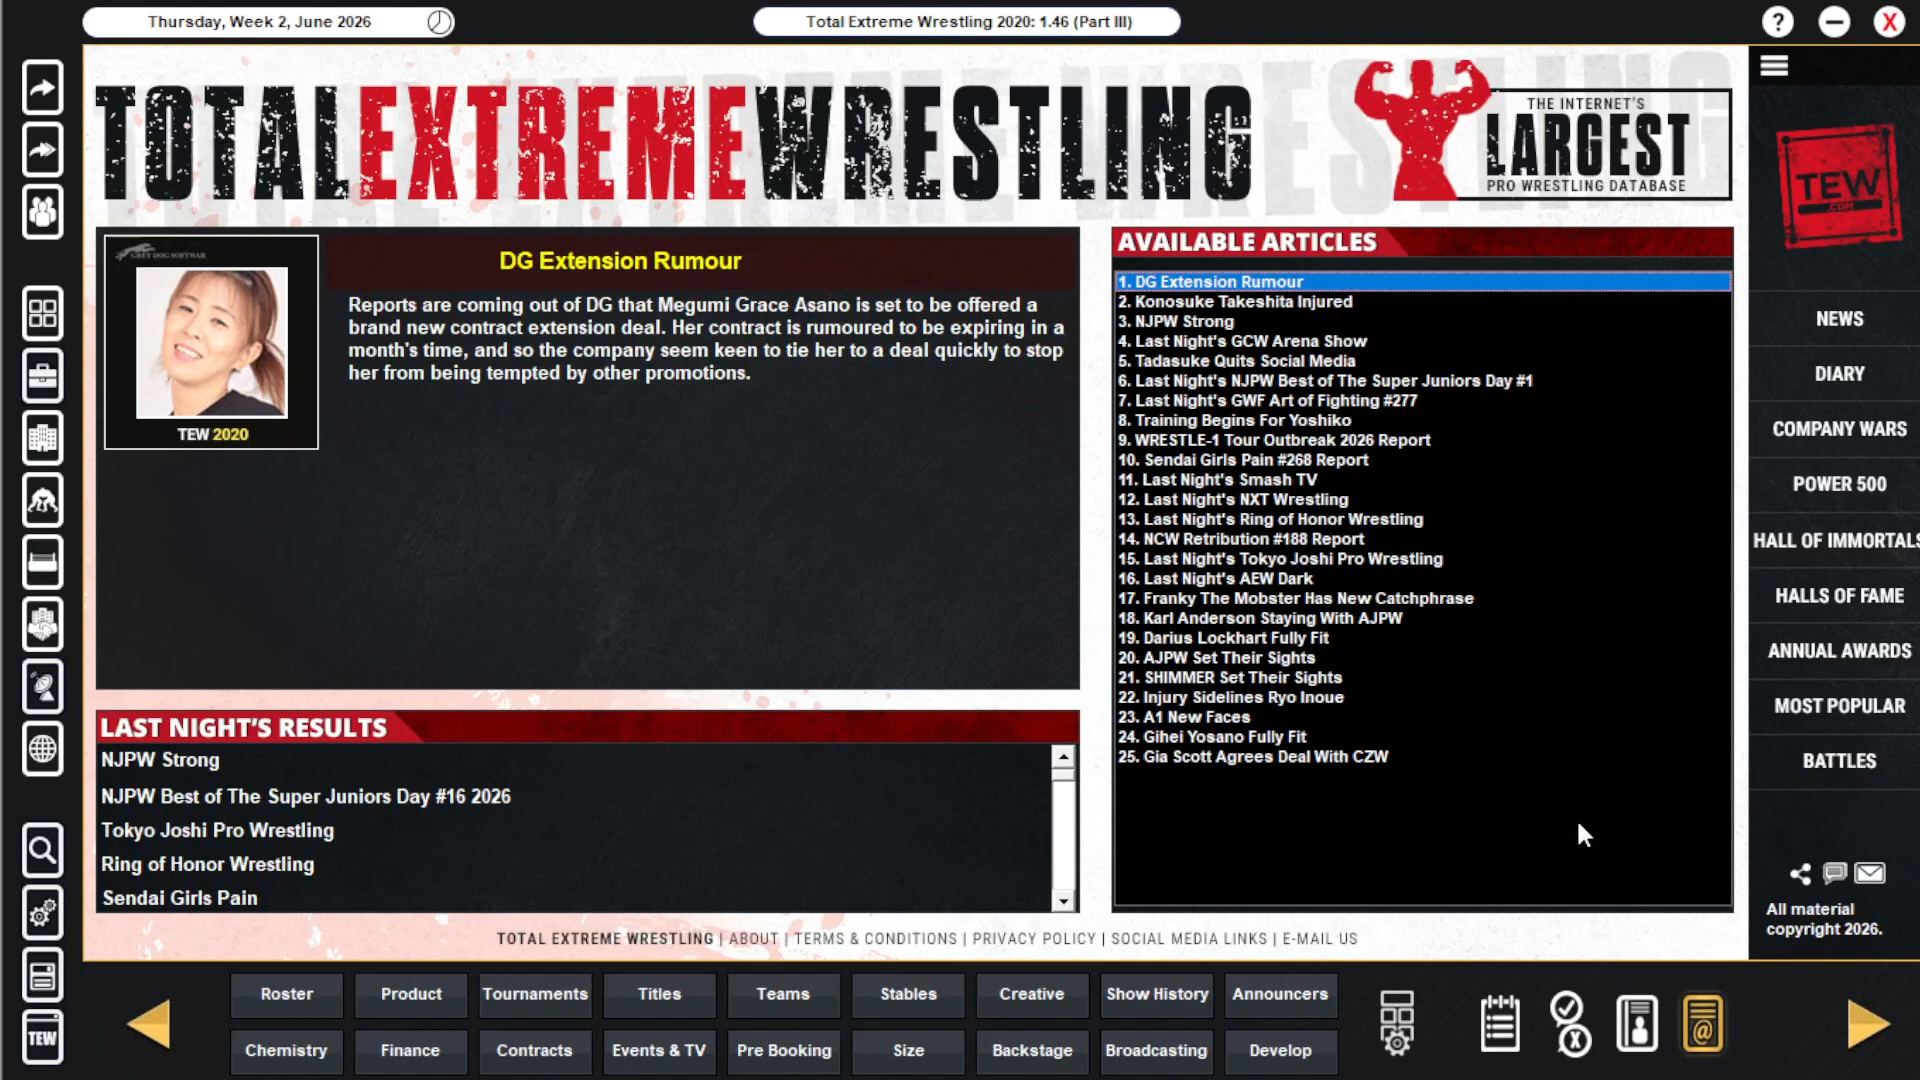 Thursday, Week 2, June 2026
Total Extreme Wrestling 2020: 1.46 (Part III)
?
X
TOTALEXTREMEWRESTLING
THE INTERNET'S
LARGEST
PRO WRESTLING DATABASE
TEW
.COM
GREY DOG SOFTWARE
TEW 2020
DG Extension Rumour
Reports are coming out of DG that Megumi Grace Asano is set to be offered a
brand new contract extension deal. Her contract is rumoured to be expiring in a
month's time, and so the company seem keen to tie her to a deal quickly to stop
her from being tempted by other promotions.
AVAILABLE ARTICLES
1. DG Extension Rumour
2. Konosuke Takeshita Injured
3. NJPW Strong
4. Last Night's GCW Arena Show
5. Tadasuke Quits Social Media
6. Last Night's NJPW Best of The Super Juniors Day #1
7. Last Night's GWF Art of Fighting #277
8. Training Begins For Yoshiko
9. WRESTLE-1 Tour Outbreak 2026 Report
10. Sendai Girls Pain #268 Report
11. Last Night's Smash TV
12. Last Night's NXT Wrestling
13. Last Night's Ring of Honor Wrestling
14. NCW Retribution #188 Report
15. Last Night's Tokyo Joshi Pro Wrestling
16. Last Night's AEW Dark
17. Franky The Mobster Has New Catchphrase
18. Karl Anderson Staying With AJPW
19. Darius Lockhart Fully Fit
20. AJPW Set Their Sights
21. SHIMMER Set Their Sights
22. Injury Sidelines Ryo Inoue
23. A1 New Faces
24. Gihei Yosano Fully Fit
25. Gia Scott Agrees Deal With CZW
LAST NIGHT'S RESULTS
NJPW Strong
NJPW Best of The Super Juniors Day #16 2026
Tokyo Joshi Pro Wrestling
Ring of Honor Wrestling
Sendai Girls Pain
NEWS
DIARY
COMPANY WARS
POWER 500
HALL OF IMMORTALS
HALLS OF FAME
ANNUAL AWARDS
MOST POPULAR
BATTLES
All material
copyright 2026.
TOTAL EXTREME WRESTLING | ABOUT | TERMS & CONDITIONS | PRIVACY POLICY | SOCIAL MEDIA LINKS | E-MAIL US
TEW
Roster Product Tournaments Titles Teams Stables Creative Show History Announcers
Chemistry Finance Contracts Events & TV Pre Booking Size Backstage Broadcasting Develop